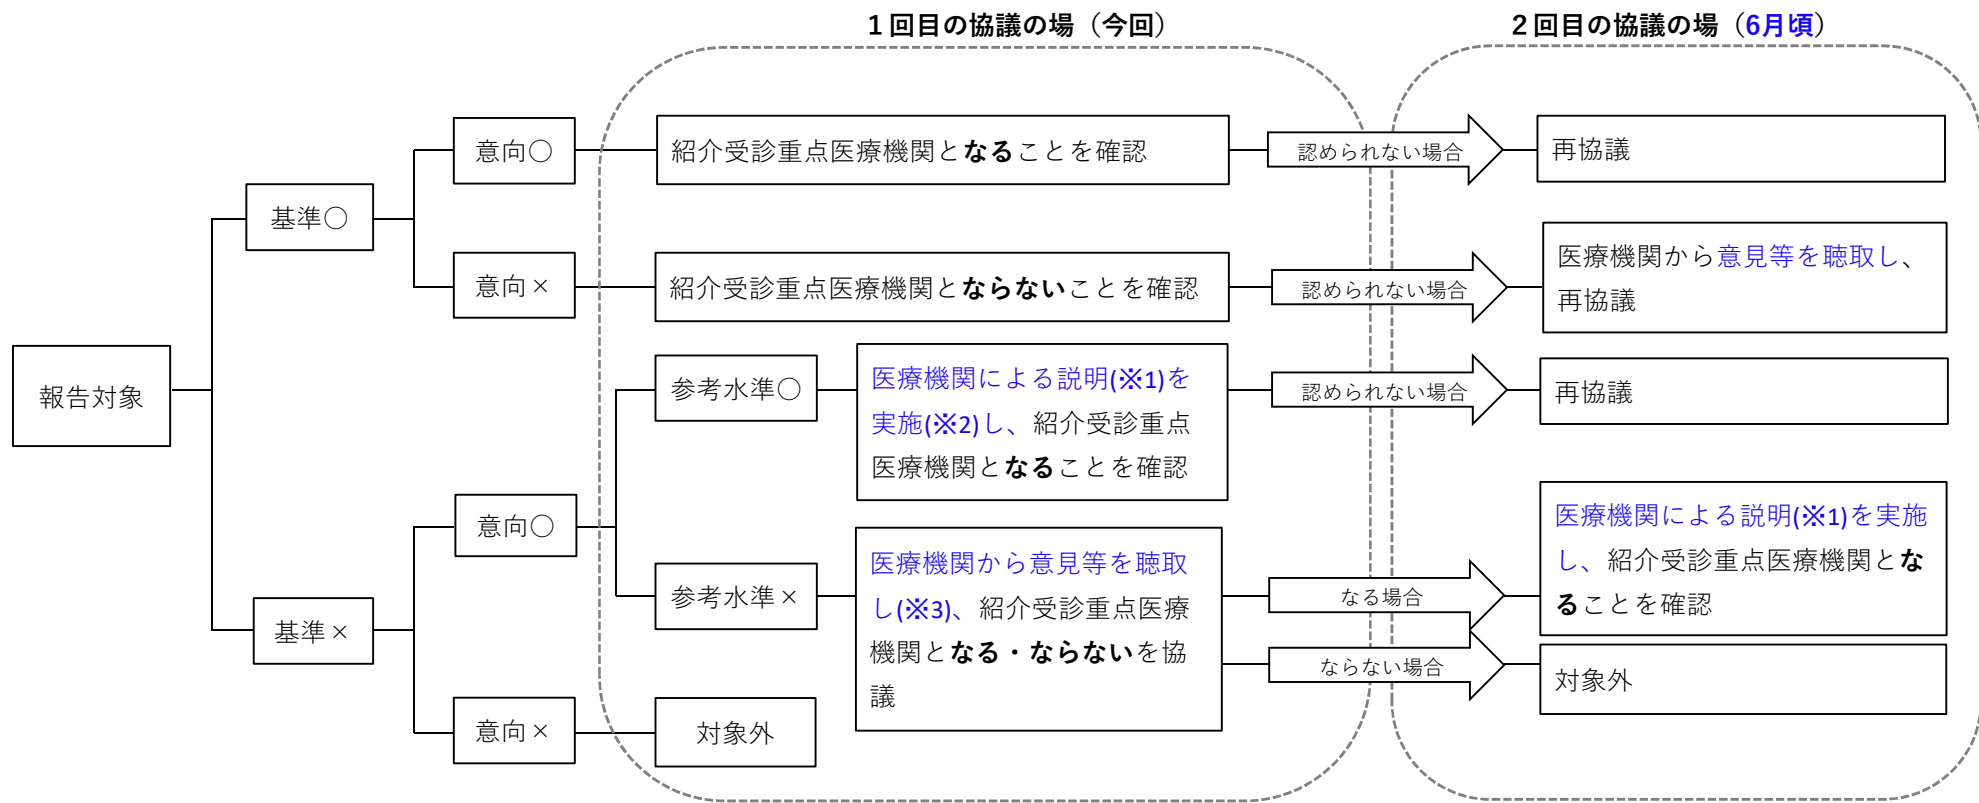 1回目の協議の場（今回）
2回目の協議の場（6月頃）
報告対象
基準〇
意向〇
紹介受診重点医療機関となることを確認
認められない場合
再協議
意向×
紹介受診重点医療機関とならないことを確認
認められない場合
医療機関から意見等を聴取し、
再協議
基準×
意向〇
参考水準〇
医療機関による説明(※1)を
実施(※2)し、紹介受診重点
医療機関となることを確認
認められない場合
再協議
参考水準×
医療機関から意見等を聴取
し(※3)、紹介受診重点医療
機関となる・ならないを協
議
なる場合
医療機関による説明(※1)を実施
し、紹介受診重点医療機関とな
ることを確認
ならない場合
対象外
意向×
対象外